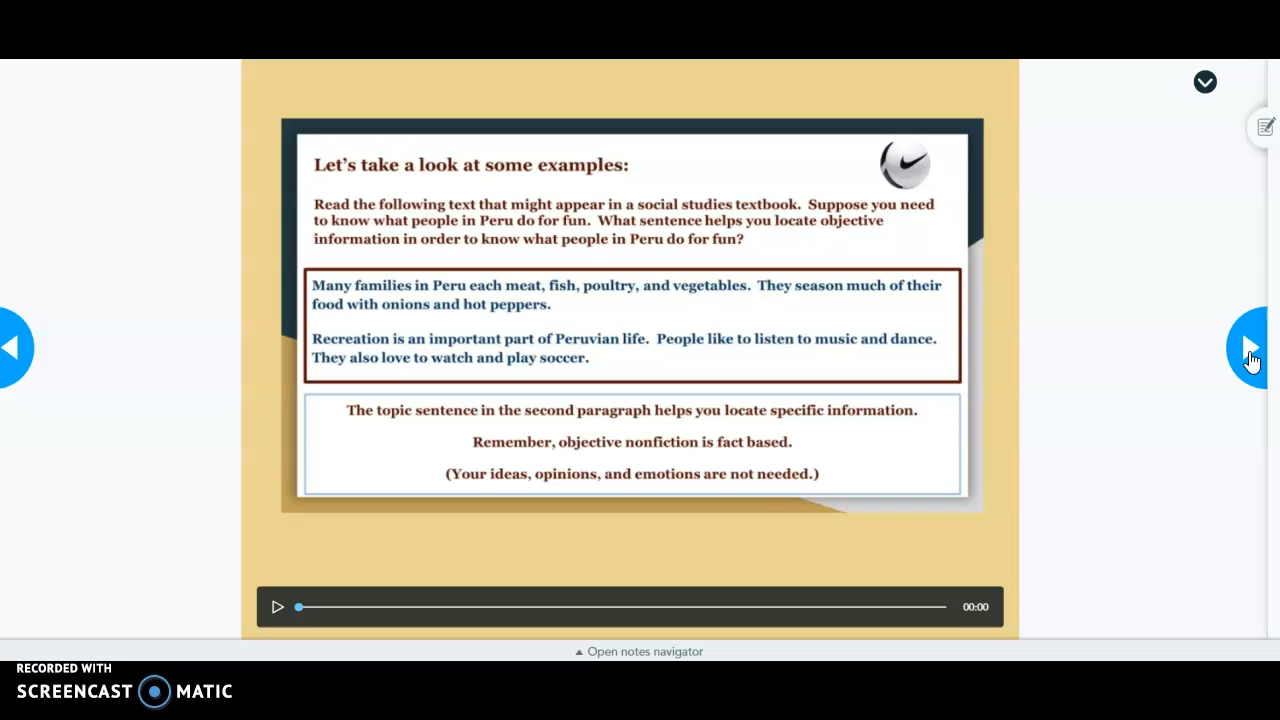 Let's take a look at some examples:
Read the following text that might appear in a social studies textbook. Suppose you need
to know what people in Peru do for fun. What sentence helps you locate objective
information in order to know what people in Peru do for fun?
Many families in Peru each meat, fish, poultry, and vegetables. They season much of their
food with onions and hot peppers.
Recreation is an important part of Peruvian life. People like to listen to music and dance.
They also love to watch and play soccer.
The topic sentence in the second paragraph helps you locate specific information.
Remember, objective nonfiction is fact based.
(Your ideas, opinions, and emotions are not needed.)
00:00
Open notes navigator
RECORDED WITH
SCREENCAST MATIC